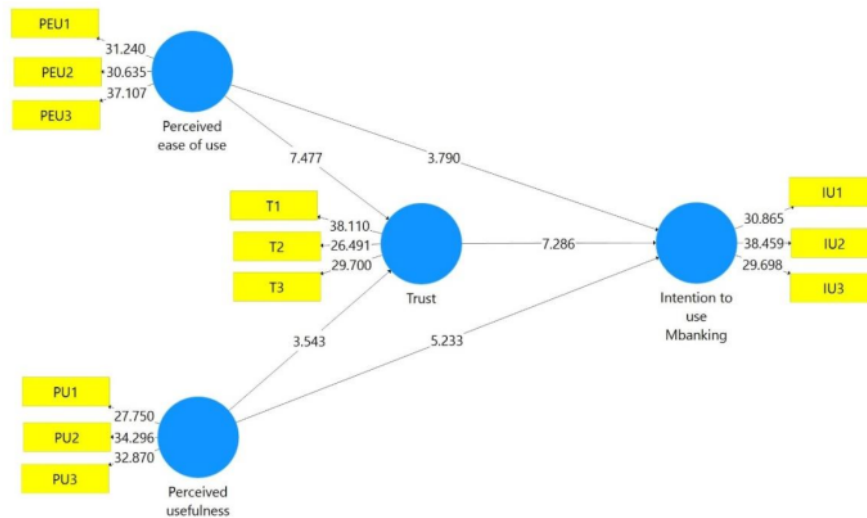 PEU1
31.240
PEU2
30.635
PEU3
37.107
Perceived
ease of use
7.477
3.790
T1
38.110
T2
26.491
T3
29.700
Trust
7.286
IU1
30.865
IU2
38.459
IU3
29.698
Intention to
use
Mbanking
3.543
5.233
PU1
27.750
PU2
34.296
PU3
32.870
Perceived
usefulness